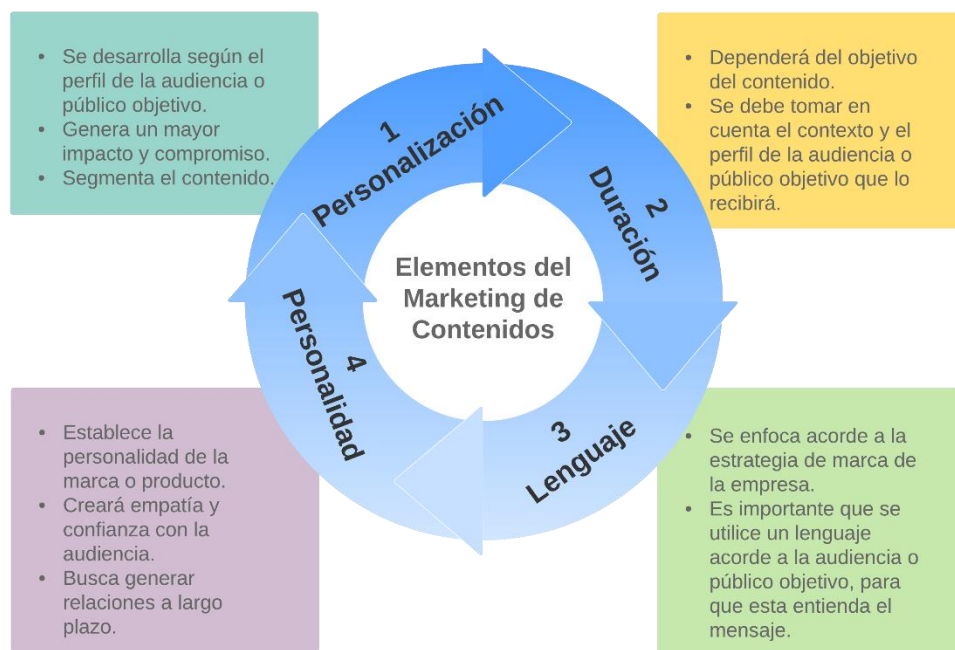 • Se desarrolla según el
perfil de la audiencia o
público objetivo.
• Genera un mayor
impacto y compromiso.
• Segmenta el contenido.
1
Personalización
• Dependerá del objetivo
del contenido.
• Se debe tomar en
cuenta el contexto y el
perfil de la audiencia o
público objetivo que lo
recibirá.
2
Duración
Elementos del
Marketing de
Contenidos
4
Personalidad
3
Lenguaje
• Establece la
personalidad de la
marca o producto.
• Creará empatía y
confianza con la
audiencia.
• Busca generar
relaciones a largo
plazo.
• Se enfoca acorde a la
estrategia de marca de
la empresa.
• Es importante que se
utilice un lenguaje
acorde a la audiencia o
público objetivo, para
que esta entienda el
mensaje.